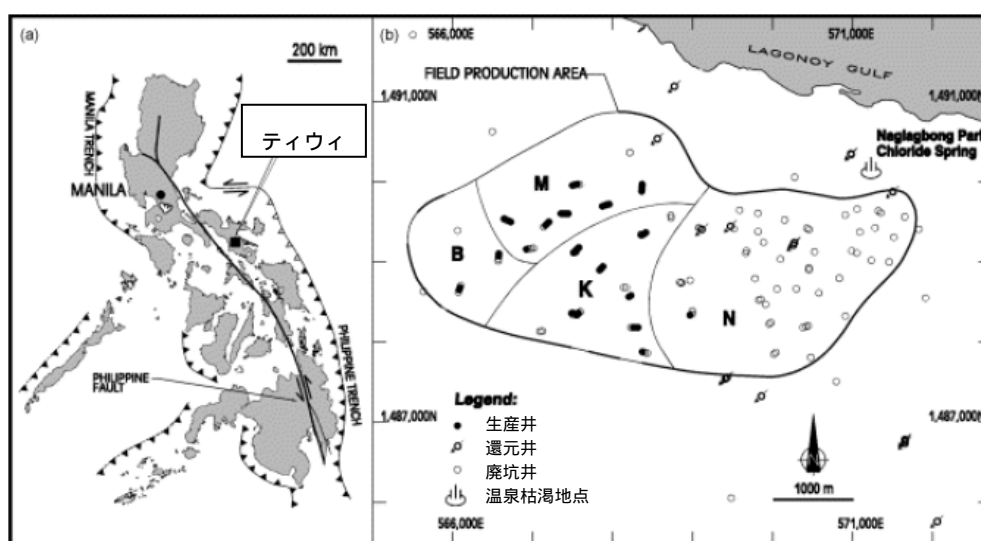 (a)
200 km
MANILA TRENCH
ティウィ
MANILA
PHILIPPINE TRENCH
PHILIPPINE
FAULT
(b)
566,000E
571,000E
LAGONOY GULF
FIELD PRODUCTION AREA
1,491,000N
1,491,000N
Naglagbong Park
Chloride Spring
M
B
K
N
Legend:
生産井
還元井
廃坑井
温泉枯渇地点
1,487,000N
1,487,000N
N
1000 m
566,000E
571,000E